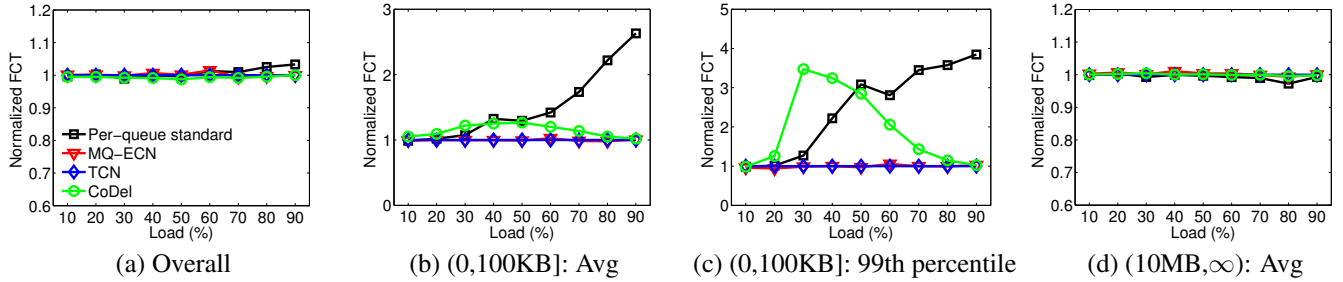 1.2
1.1
1
0.9
0.8
0.7
0.6
Normalized FCT
Per-queue standard
MQ-ECN
TCN
CoDel
10 20 30 40 50 60 70 80 90
Load (%)
(a) Overall
3
2
1
0
Normalized FCT
10 20 30 40 50 60 70 80 90
Load (%)
(b) (0,100KB]: Avg
5
4
3
2
1
0
Normalized FCT
10 20 30 40 50 60 70 80 90
Load (%)
(c) (0,100KB]: 99th percentile
1.2
1.1
1
0.9
0.8
0.7
0.6
Normalized FCT
10 20 30 40 50 60 70 80 90
Load (%)
(d) (10MB,∞): Avg